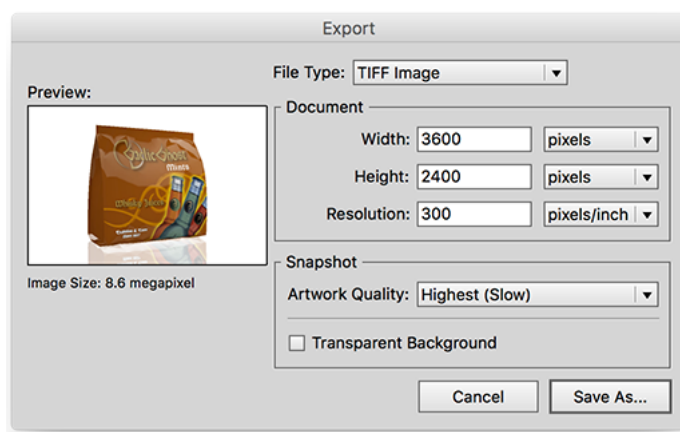 Export
File Type: TIFF Image
Preview:
Document
Width: 3600 pixels
Height: 2400 pixels
Resolution: 300 pixels/inch
Image Size: 8.6 megapixel
Snapshot
Artwork Quality: Highest (Slow)
Transparent Background
Cancel Save As...